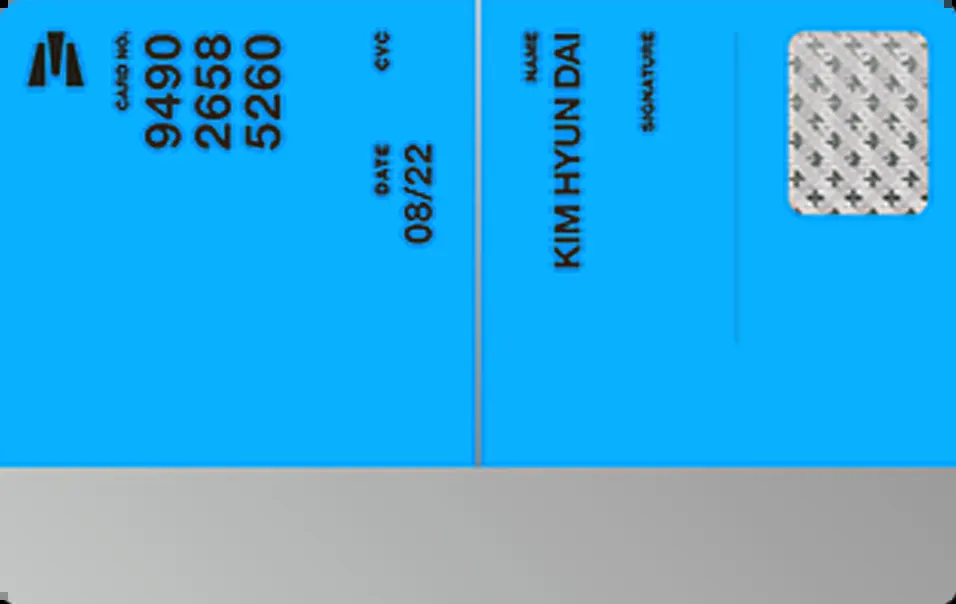 CARD NO.
9490
2658
5260
CVC
DATE
08/22
NAME
KIM HYUN DAI
SIGNATURE